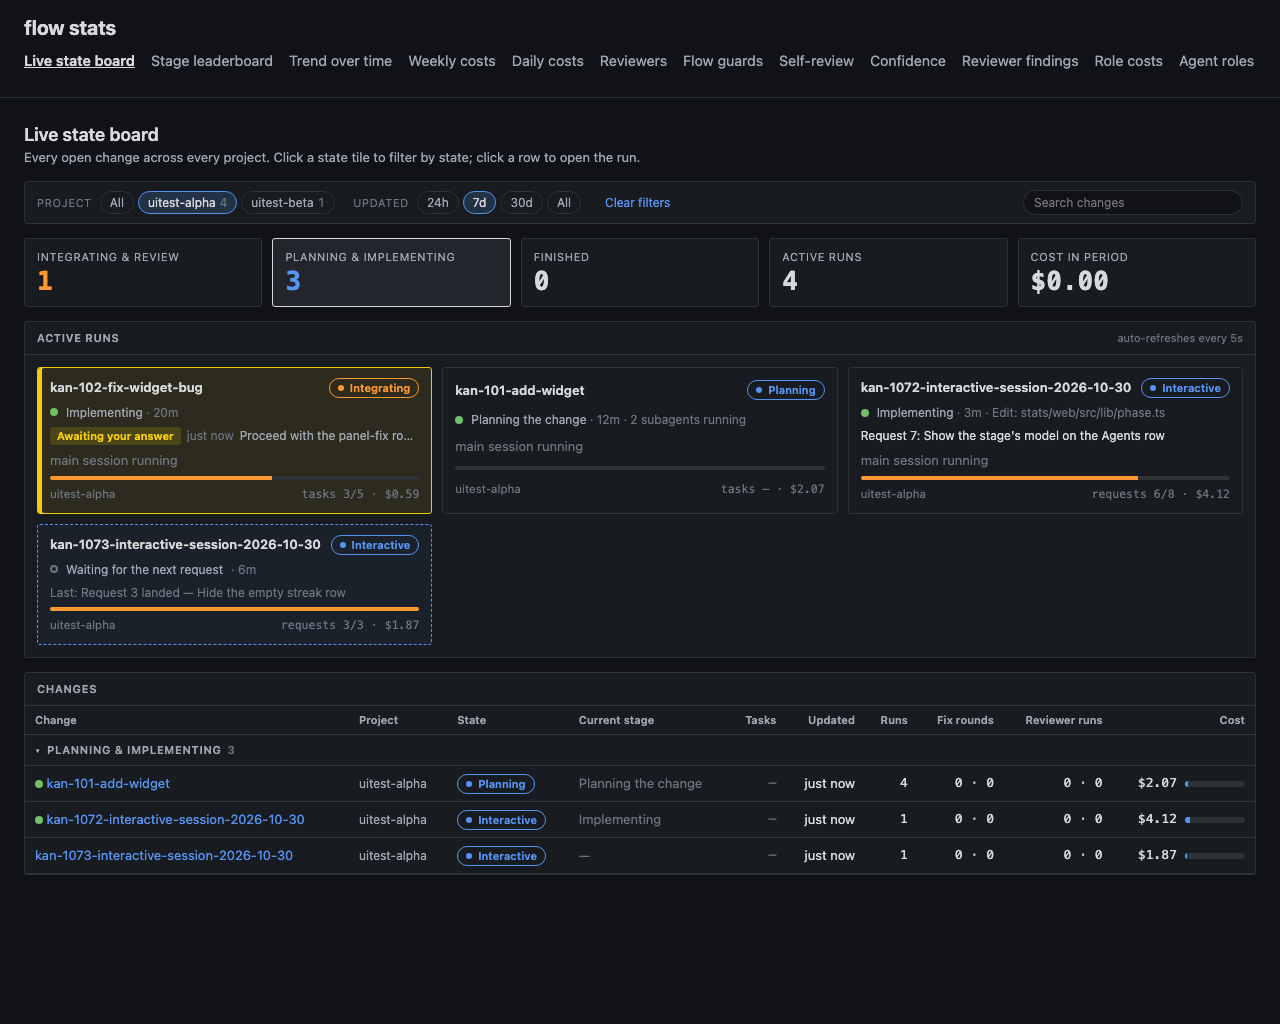 flow stats
Live state board Stage leaderboard Trend over time Weekly costs Daily costs Reviewers Flow guards Self-review Confidence Reviewer findings Role costs Agent roles
Live state board
Every open change across every project. Click a state tile to filter by state; click a row to open the run.
PROJECT All uitest-alpha 4 uitest-beta 1 UPDATED 24h 7d 30d All Clear filters Search changes
INTEGRATING & REVIEW
1
PLANNING & IMPLEMENTING
3
FINISHED
0
ACTIVE RUNS
4
COST IN PERIOD
$0.00
ACTIVE RUNS auto-refreshes every 5s
kan-102-fix-widget-bug Integrating
Implementing · 20m
Awaiting your answer just now Proceed with the panel-fix ro...
main session running
uitest-alpha tasks 3/5 · $0.59
kan-101-add-widget Planning
Planning the change · 12m · 2 subagents running
main session running
uitest-alpha tasks — · $2.07
kan-1072-interactive-session-2026-10-30 Interactive
Implementing · 3m · Edit: stats/web/src/lib/phase.ts
Request 7: Show the stage's model on the Agents row
main session running
uitest-alpha requests 6/8 · $4.12
kan-1073-interactive-session-2026-10-30 Interactive
Waiting for the next request · 6m
Last: Request 3 landed — Hide the empty streak row
uitest-alpha requests 3/3 · $1.87
CHANGES
Change Project State Current stage Tasks Updated Runs Fix rounds Reviewer runs Cost
▾ PLANNING & IMPLEMENTING 3
kan-101-add-widget uitest-alpha Planning Planning the change — just now 4 0 · 0 0 · 0 $2.07
kan-1072-interactive-session-2026-10-30 uitest-alpha Interactive Implementing — just now 1 0 · 0 0 · 0 $4.12
kan-1073-interactive-session-2026-10-30 uitest-alpha Interactive — — just now 1 0 · 0 0 · 0 $1.87